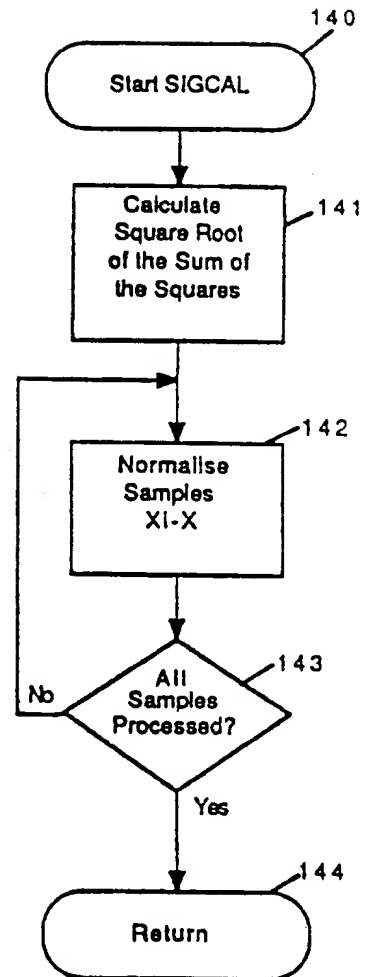 140
Start SIGCAL
Calculate
Square Root
of the Sum of
the Squares
141
Normalise
Samples
Xi-X
142
All
Samples
Processed?
143
No
Yes
Return
144